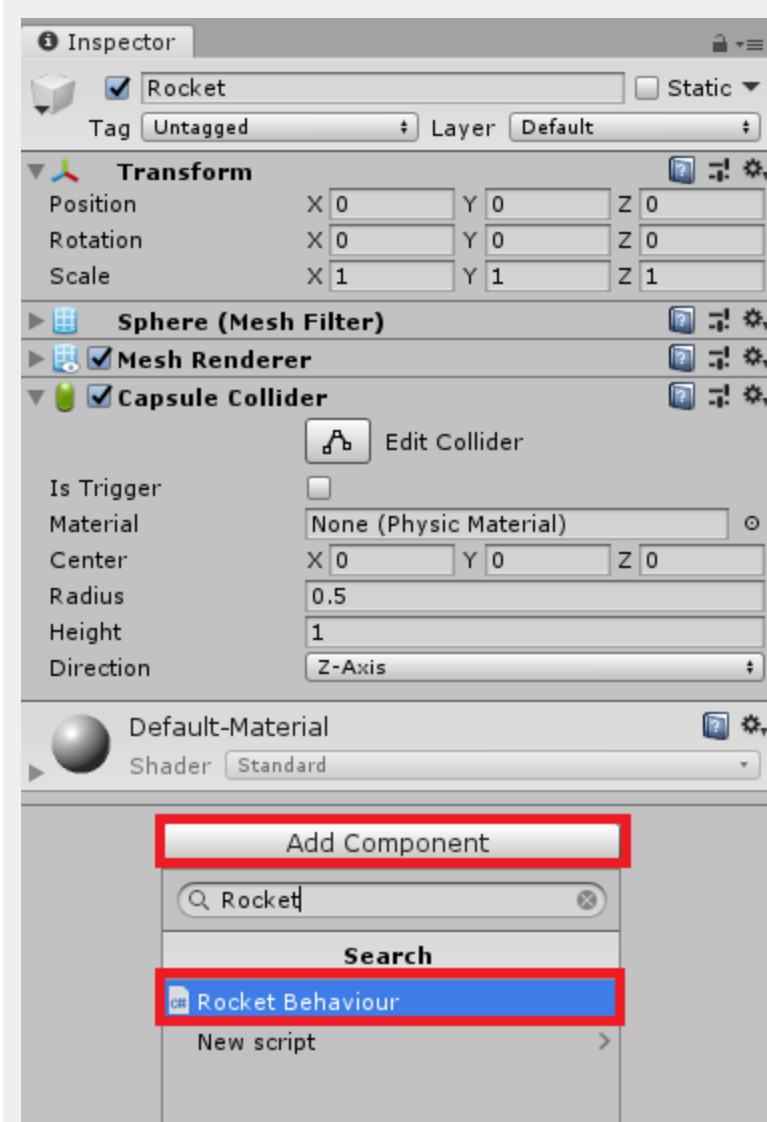 Inspector
Rocket Static
Tag Untagged Layer Default
Transform
Position X 0 Y 0 Z 0
Rotation X 0 Y 0 Z 0
Scale X 1 Y 1 Z 1
Sphere (Mesh Filter)
Mesh Renderer
Capsule Collider
Edit Collider
Is Trigger
Material None (Physic Material)
Center X 0 Y 0 Z 0
Radius 0.5
Height 1
Direction Z-Axis
Default-Material
Shader Standard
Add Component
Rocket
Search
C# Rocket Behaviour
New script